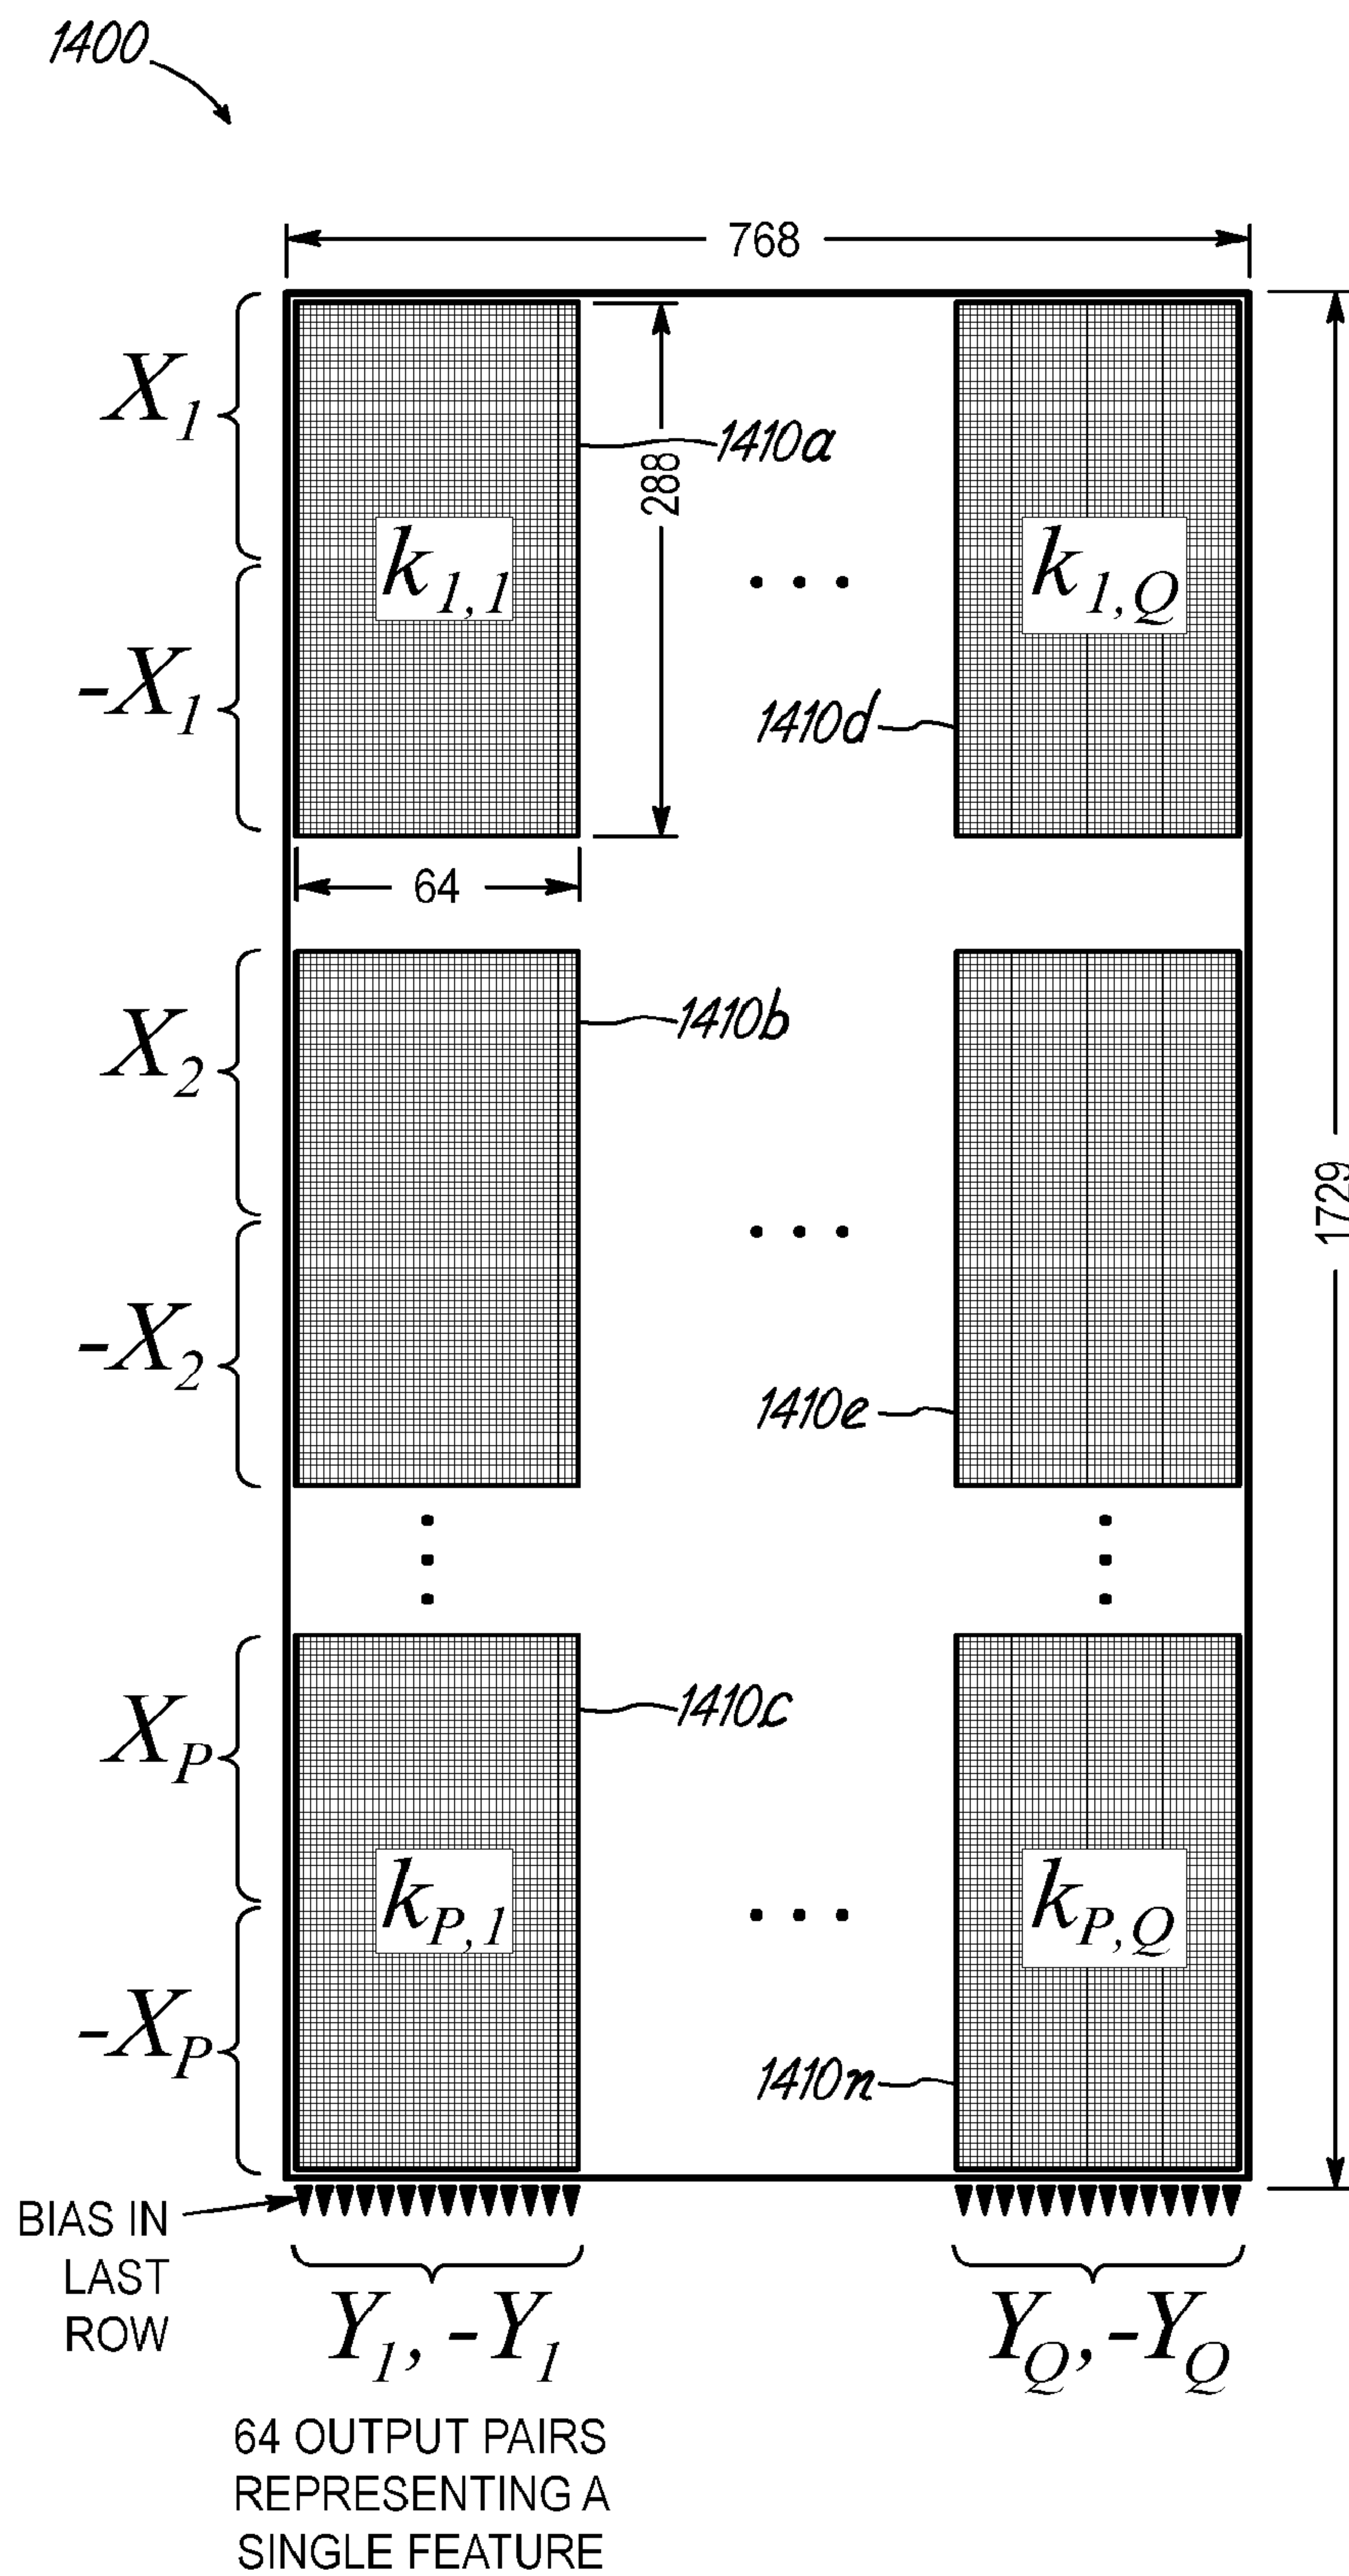 1400
768
X1
-X1
k1,1
288
1410a
k1,Q
1410d
64
X2
-X2
1410b
1410e
1729
XP
-XP
1410c
kP,1
kP,Q
1410n
BIAS IN
LAST
ROW
Y1, -Y1
YQ, -YQ
64 OUTPUT PAIRS
REPRESENTING A
SINGLE FEATURE